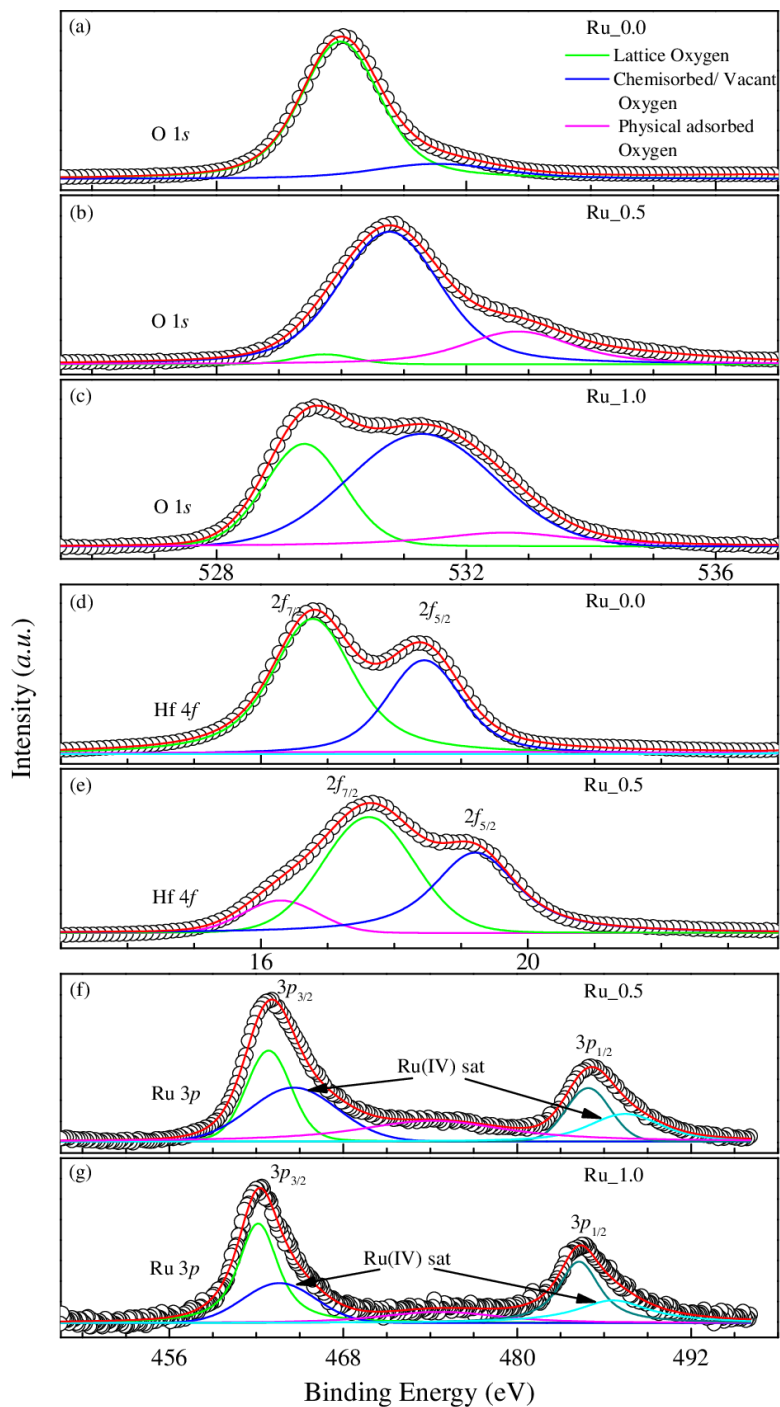 (a)
Ru_0.0
Lattice Oxygen
Chemisorbed/ Vacant
Oxygen
Physical adsorbed
Oxygen
O 1s
(b)
Ru_0.5
O 1s
(c)
Ru_1.0
O 1s
528 532 536
(d)
Ru_0.0
2f7/2
2f5/2
Hf 4f
(e)
Ru_0.5
2f7/2
2f5/2
Hf 4f
16 20
(f)
Ru_0.5
3p3/2
3p1/2
Ru(IV) sat
Ru 3p
(g)
Ru_1.0
3p3/2
3p1/2
Ru(IV) sat
Ru 3p
456 468 480 492
Binding Energy (eV)
Intensity (a.u.)